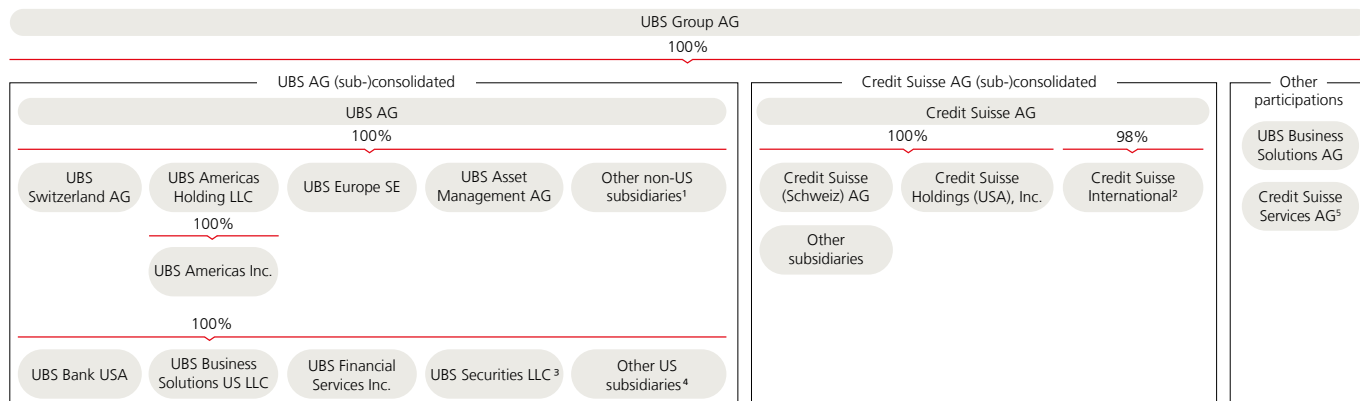 UBS Group AG
100%
UBS AG (sub-)consolidated
UBS AG
100%
UBS
Switzerland AG
UBS Americas
Holding LLC
UBS Europe SE
UBS Asset
Management AG
Other non-US
subsidiaries¹
100%
UBS Americas Inc.
100%
UBS Bank USA
UBS Business
Solutions US LLC
UBS Financial
Services Inc.
UBS Securities LLC³
Other US
subsidiaries⁴
Credit Suisse AG (sub-)consolidated
Credit Suisse AG
100%
98%
Credit Suisse
(Schweiz) AG
Credit Suisse
Holdings (USA), Inc.
Credit Suisse
International²
Other
subsidiaries
Other
participations
UBS Business
Solutions AG
Credit Suisse
Services AG⁵